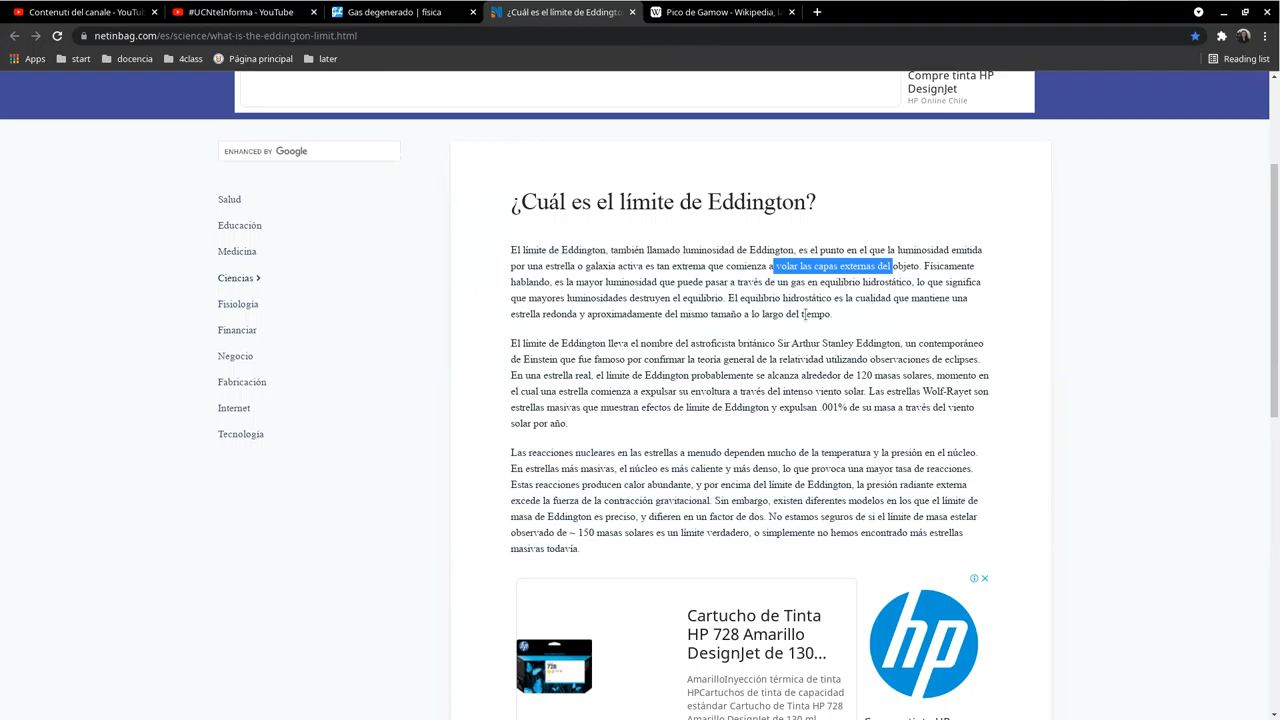 Contenuti del canale - YouTu
#UCNteInforma - YouTube
Gas degenerado | física
¿Cuál es el límite de Eddingto
Pico de Gamow - Wikipedia, l
netinbag.com/es/science/what-is-the-eddington-limit.html
Apps
start
docencia
4class
Página principal
later
Reading list
Compre tinta HP
DesignJet
HP Online Chile
ENHANCED BY Google
Salud
Educación
Medicina
Ciencias
Fisiología
Financiar
Negocio
Fabricación
Internet
Tecnología
¿Cuál es el límite de Eddington?
El límite de Eddington, también llamado luminosidad de Eddington, es el punto en el que la luminosidad emitida
por una estrella o galaxia activa es tan extrema que comienza a volar las capas externas del objeto. Físicamente
hablando, es la mayor luminosidad que puede pasar a través de un gas en equilibrio hidrostático, lo que significa
que mayores luminosidades destruyen el equilibrio. El equilibrio hidrostático es la cualidad que mantiene una
estrella redonda y aproximadamente del mismo tamaño a lo largo del tiempo.
El límite de Eddington lleva el nombre del astroficista británico Sir Arthur Stanley Eddington, un contemporáneo
de Einstein que fue famoso por confirmar la teoría general de la relatividad utilizando observaciones de eclipses.
En una estrella real, el límite de Eddington probablemente se alcanza alrededor de 120 masas solares, momento en
el cual una estrella comienza a expulsar su envoltura a través del intenso viento solar. Las estrellas Wolf-Rayet son
estrellas masivas que muestran efectos de límite de Eddington y expulsan .001% de su masa a través del viento
solar por año.
Las reacciones nucleares en las estrellas a menudo dependen mucho de la temperatura y la presión en el núcleo.
En estrellas más masivas, el núcleo es más caliente y más denso, lo que provoca una mayor tasa de reacciones.
Estas reacciones producen calor abundante, y por encima del límite de Eddington, la presión radiante externa
excede la fuerza de la contracción gravitacional. Sin embargo, existen diferentes modelos en los que el límite de
masa de Eddington es preciso, y difieren en un factor de dos. No estamos seguros de si el límite de masa estelar
observado de ~ 150 masas solares es un límite verdadero, o simplemente no hemos encontrado más estrellas
masivas todavía.
Cartucho de Tinta
HP 728 Amarillo
DesignJet de 130...
AmarilloInyección térmica de tinta
HPCartuchos de tinta de capacidad
estándar Cartucho de Tinta HP 728
Amarillo DesignJet de 130 ml
728
hp